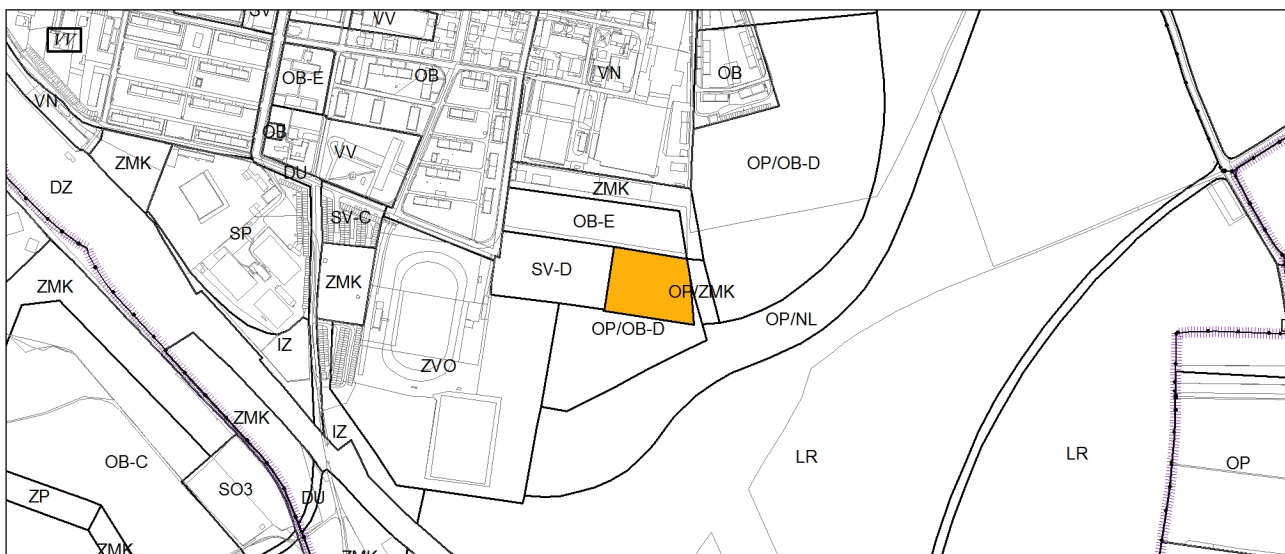 SV
VV
VV
OB-E
OB
VN
OB
VN
OB
ZMK
VV
DU
OP/OB-D
DZ
ZMK
SV-C
OB-E
SP
SV-D
ZMK
ZMK
OP/ZMK
OP/NL
OP/OB-D
IZ
ZVO
ZMK
IZ
OB-C
LR
LR
OP
SO3
DU
ZP
ZMK
ZMK